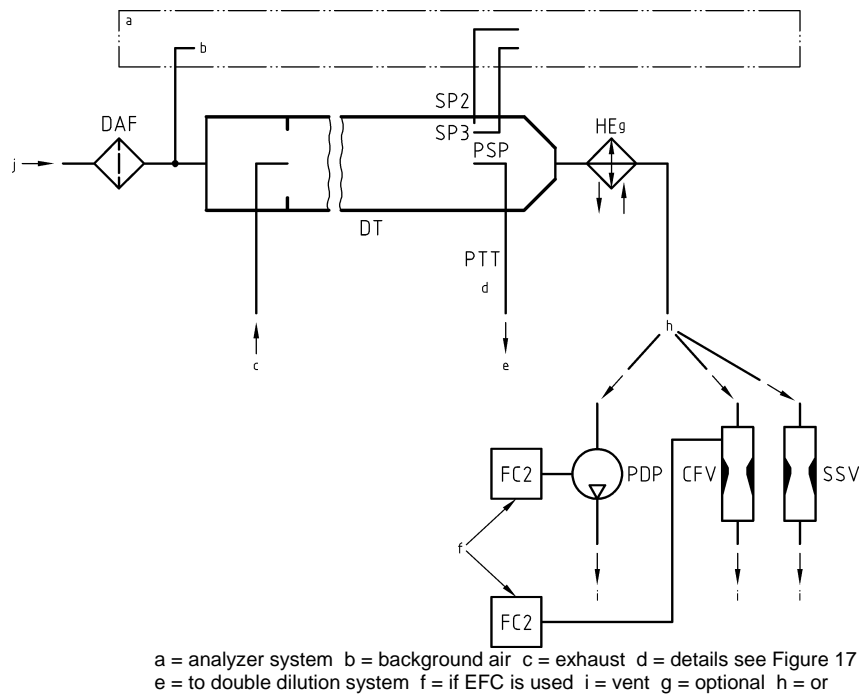 a
b
SP2
DAF
SP3
HEg
PSP
j
DT
PTT
d
h
c
e
FC2
PDP
CFV
SSV
f
i
i
i
FC2
a = analyzer system b = background air c = exhaust d = details see Figure 17
e = to double dilution system f = if EFC is used i = vent g = optional h = or